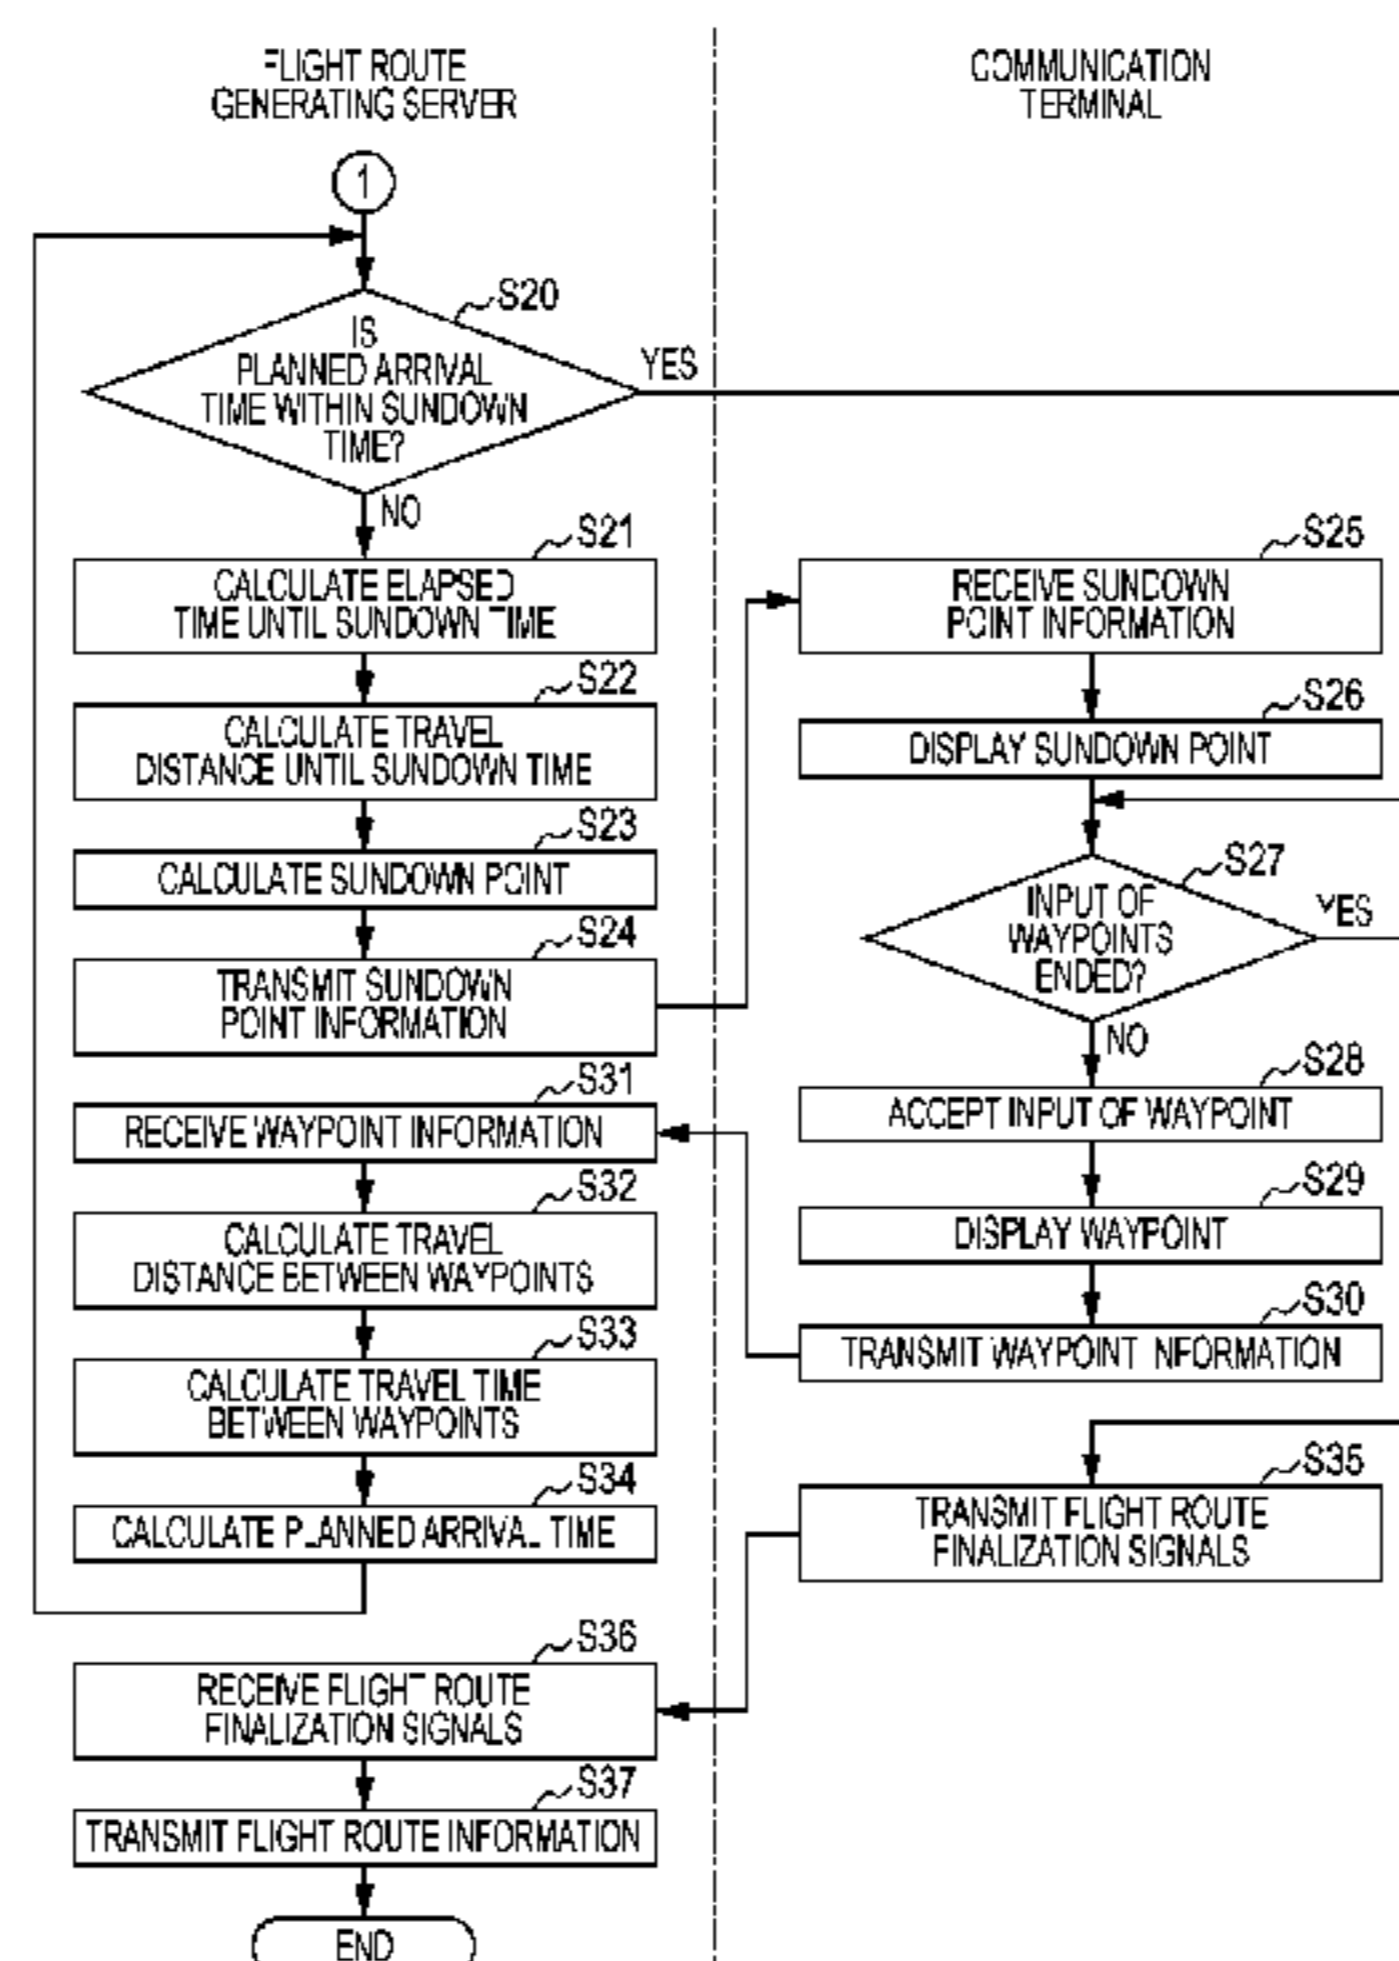 FLIGHT ROUTE
GENERATING SERVER
COMMUNICATION
TERMINAL
1
S20
IS
PLANNED ARRIVAL
TIME WITHIN SUNDOWN
TIME?
YES
NO
S21
CALCULATE ELAPSED
TIME UNTIL SUNDOWN TIME
S22
CALCULATE TRAVEL
DISTANCE UNTIL SUNDOWN TIME
S23
CALCULATE SUNDOWN POINT
S24
TRANSMIT SUNDOWN
POINT INFORMATION
S25
RECEIVE SUNDOWN
POINT INFORMATION
S26
DISPLAY SUNDOWN POINT
S27
INPUT OF
WAYPOINTS
ENDED?
YES
NO
S28
ACCEPT INPUT OF WAYPOINT
S29
DISPLAY WAYPOINT
S30
TRANSMIT WAYPOINT INFORMATION
S31
RECEIVE WAYPOINT INFORMATION
S32
CALCULATE TRAVEL
DISTANCE BETWEEN WAYPOINTS
S33
CALCULATE TRAVEL TIME
BETWEEN WAYPOINTS
S34
CALCULATE PLANNED ARRIVAL TIME
S35
TRANSMIT FLIGHT ROUTE
FINALIZATION SIGNALS
S36
RECEIVE FLIGHT ROUTE
FINALIZATION SIGNALS
S37
TRANSMIT FLIGHT ROUTE INFORMATION
END